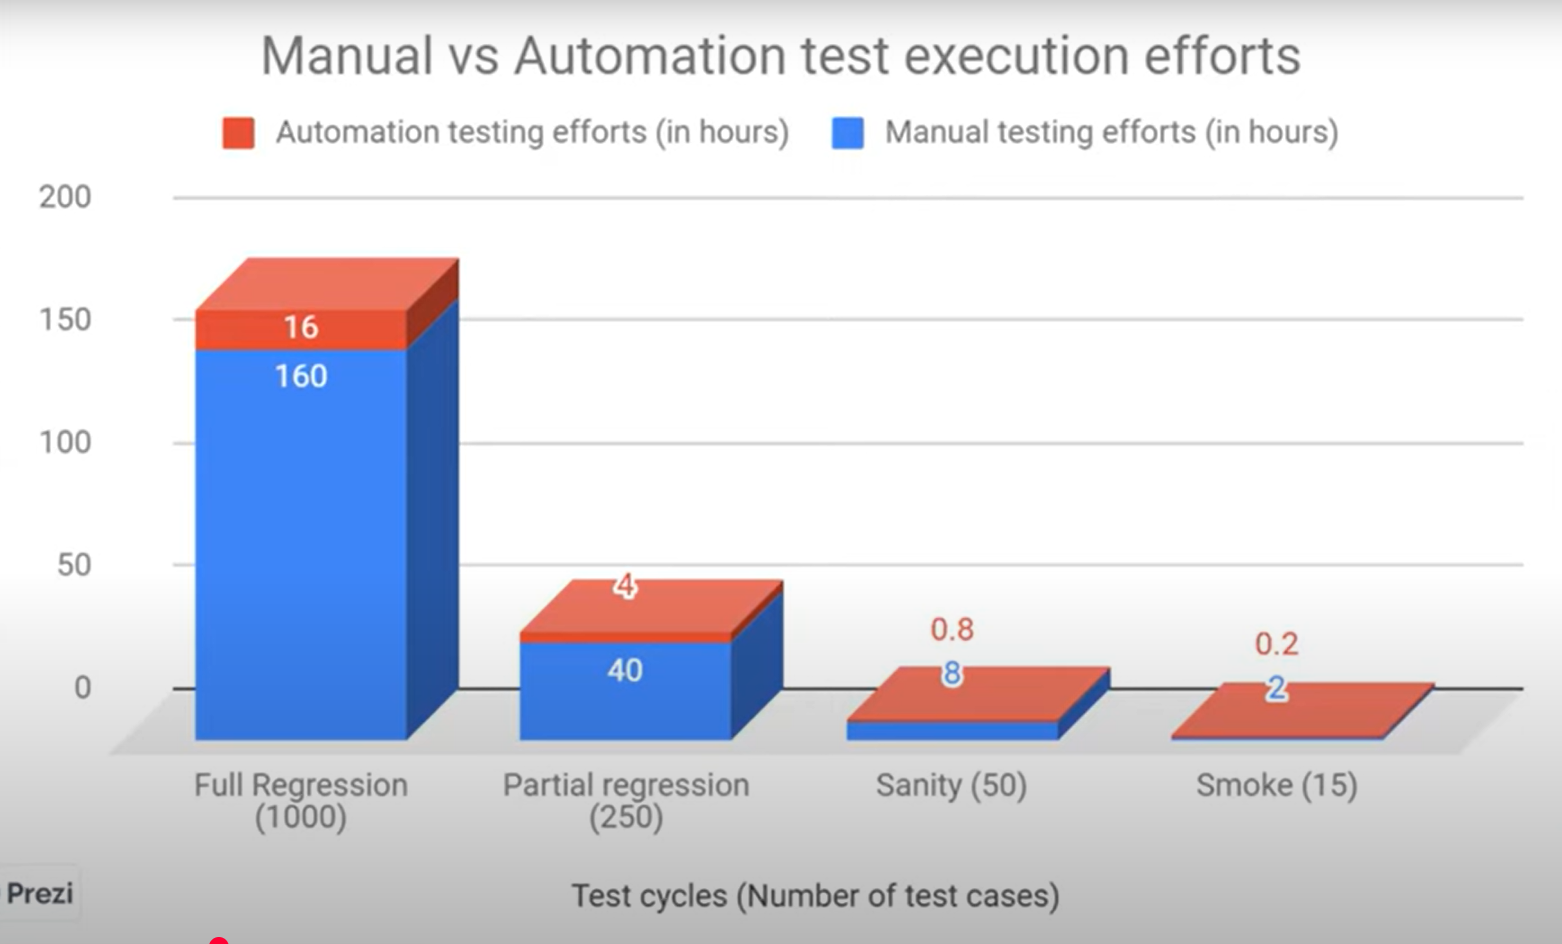 Manual vs Automation test execution efforts
Automation testing efforts (in hours) Manual testing efforts (in hours)
200
150
100
50
0
16
160
4
40
0.8
8
0.2
2
Full Regression
(1000)
Partial regression
(250)
Sanity (50)
Smoke (15)
Test cycles (Number of test cases)
Prezi